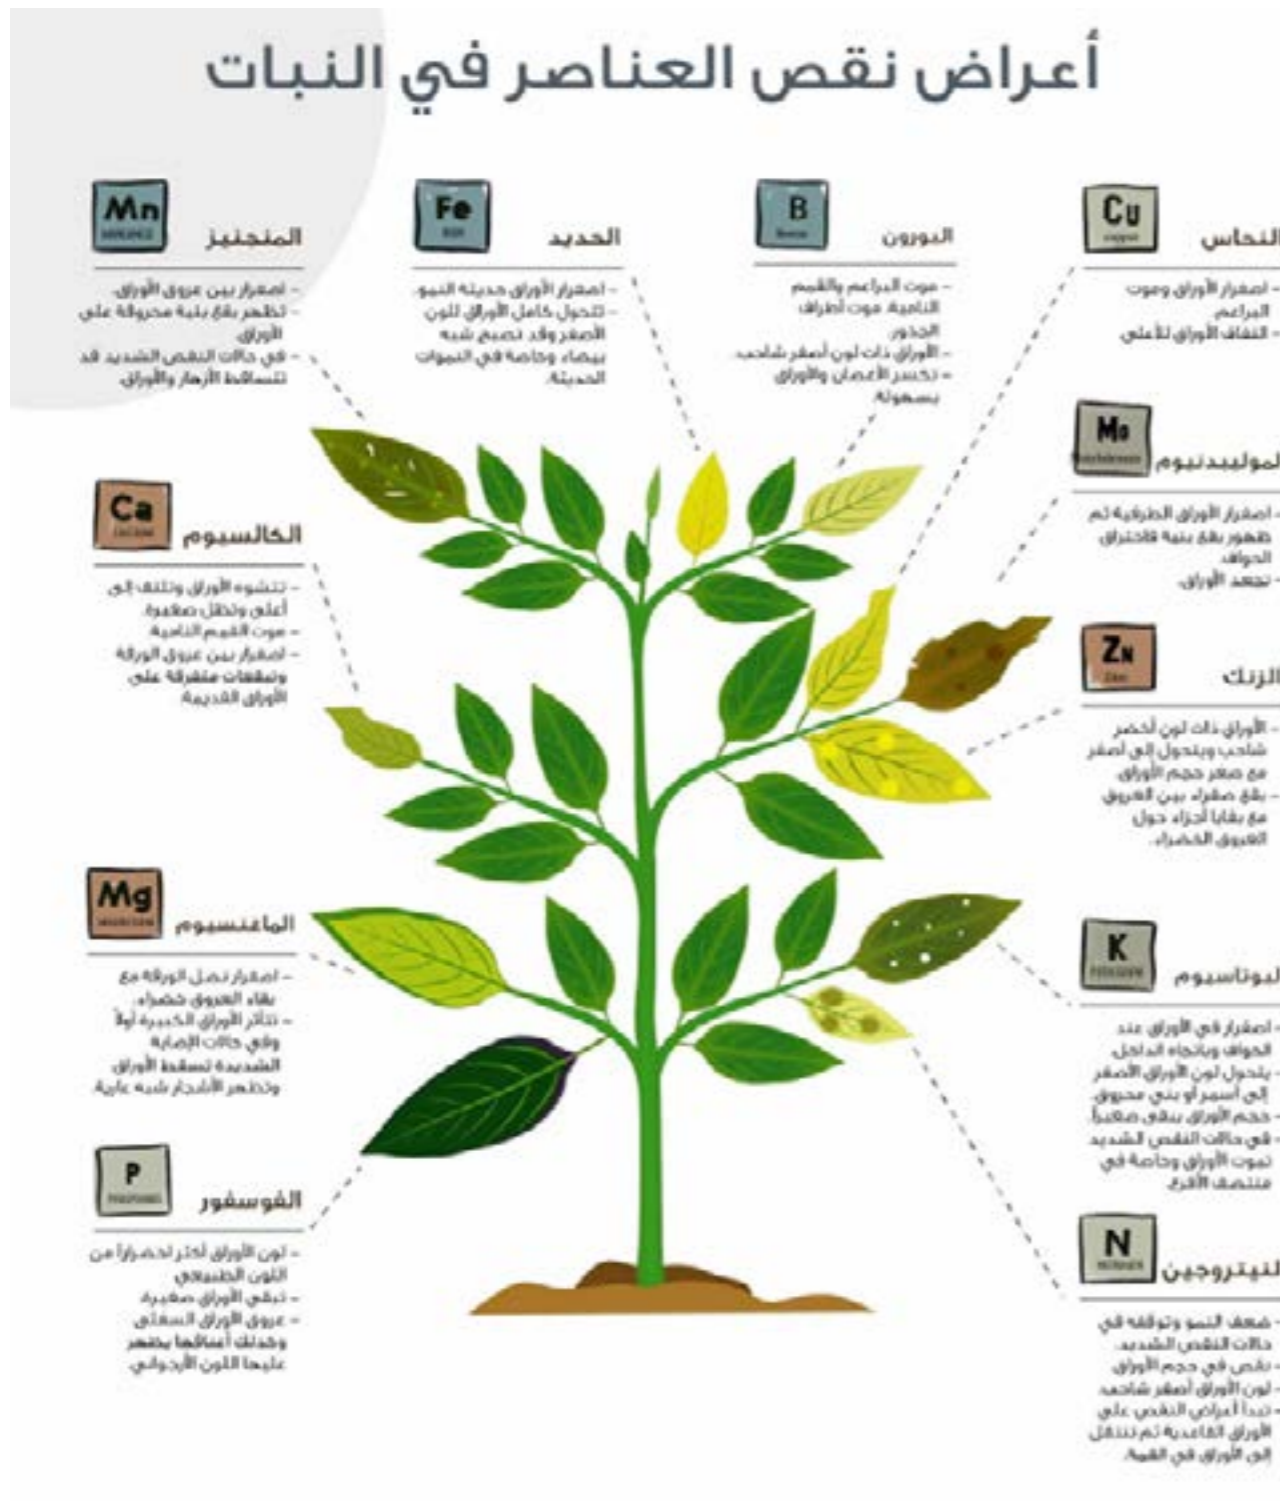 أعراض نقص العناصر في النبات
Cu
النحاس
- اصفرار الأوراق وموت
البراعم.
- التفاف الأوراق للأعلى.
B
البورون
- موت البراعم والقمم
النامية. موت أطراف
الجذور.
- الأوراق ذات لون أصفر شاحب.
- تكسر الأغصان والأوراق
بسهولة.
Fe
الحديد
- اصفرار الأوراق حديثة النمو.
- تتحول كامل الأوراق للون
الأصفر وقد تصبح شبه
بيضاء وخاصة في النموات
الحديثة.
Mn
المنجنيز
- اصفرار بين عروق الأوراق.
- تظهر بقع بنية محروقة على
الأوراق.
- في حالات النقص الشديد قد
تتساقط الأزهار والأوراق.
Mo
لموليبدنيوم
- اصفرار الأوراق الطرفية ثم
ظهور بقع بنية فاحتراق
الحواف.
- تجعد الأوراق.
Ca
الكالسيوم
- تتشوه الأوراق وتلتف إلى
أعلى وتظل صغيرة.
- موت القمم النامية.
- اصفرار بين عروق الورقة
وتبقعات متفرقة على
الأوراق القديمة.
Zn
الزنك
- الأوراق ذات لون أخضر
شاحب ويتحول إلى أصفر
مع صغر حجم الأوراق.
- بقع صفراء بين العروق
مع بقايا أجزاء حول
العروق الخضراء.
Mg
الماغنسيوم
- اصفرار نصل الورقة مع
بقاء العروق خضراء.
- تتأثر الأوراق الكبيرة أولاً
وفي حالات الإصابة
الشديدة تسقط الأوراق.
وتظهر الأشجار شبه عارية.
K
لبوتاسيوم
- اصفرار في الأوراق عند
الحواف وباتجاه الداخل.
- يتحول لون الأوراق الأصفر
إلى أسمر أو بني محروق.
- حجم الأوراق يبقى صغيراً.
- في حالات النقص الشديد
تموت الأوراق وخاصة في
منتصف الأفرع.
P
الفوسفور
- لون الأوراق أكثر اخضراراً من
اللون الطبيعي
- تبقى الأوراق صغيرة.
- عروق الأوراق السفلى
وكذلك أعناقها يظهر
عليها اللون الأرجواني.
N
لنيتروجين
- ضعف النمو وتوقفه في
حالات النقص الشديد.
- نقص في حجم الأوراق
- لون الأوراق أصفر شاحب.
- تبدأ أعراض النقص على
الأوراق القاعدية ثم تنتقل
إلى الأوراق في القمة.